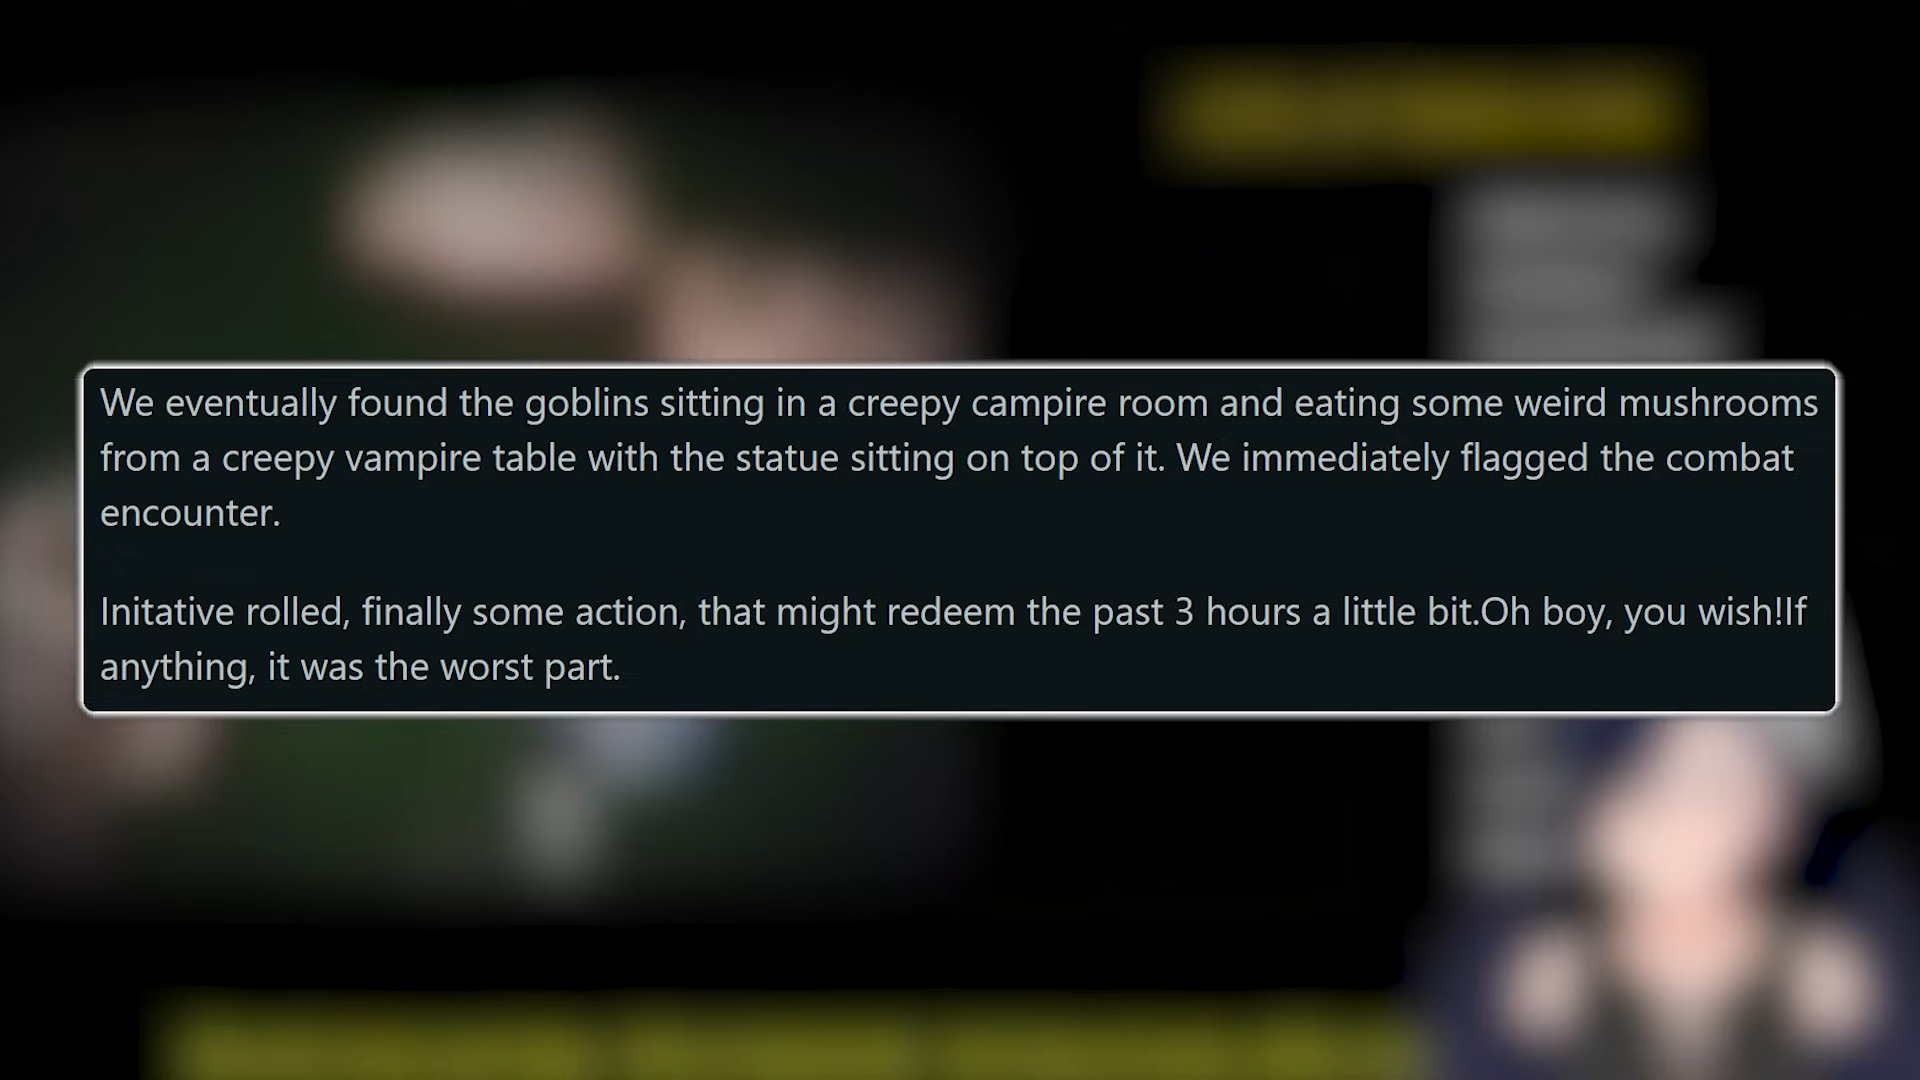 We eventually found the goblins sitting in a creepy campire room and eating some weird mushrooms
from a creepy vampire table with the statue sitting on top of it. We immediately flagged the combat
encounter.
Initative rolled, finally some action, that might redeem the past 3 hours a little bit.Oh boy, you wish!If
anything, it was the worst part.